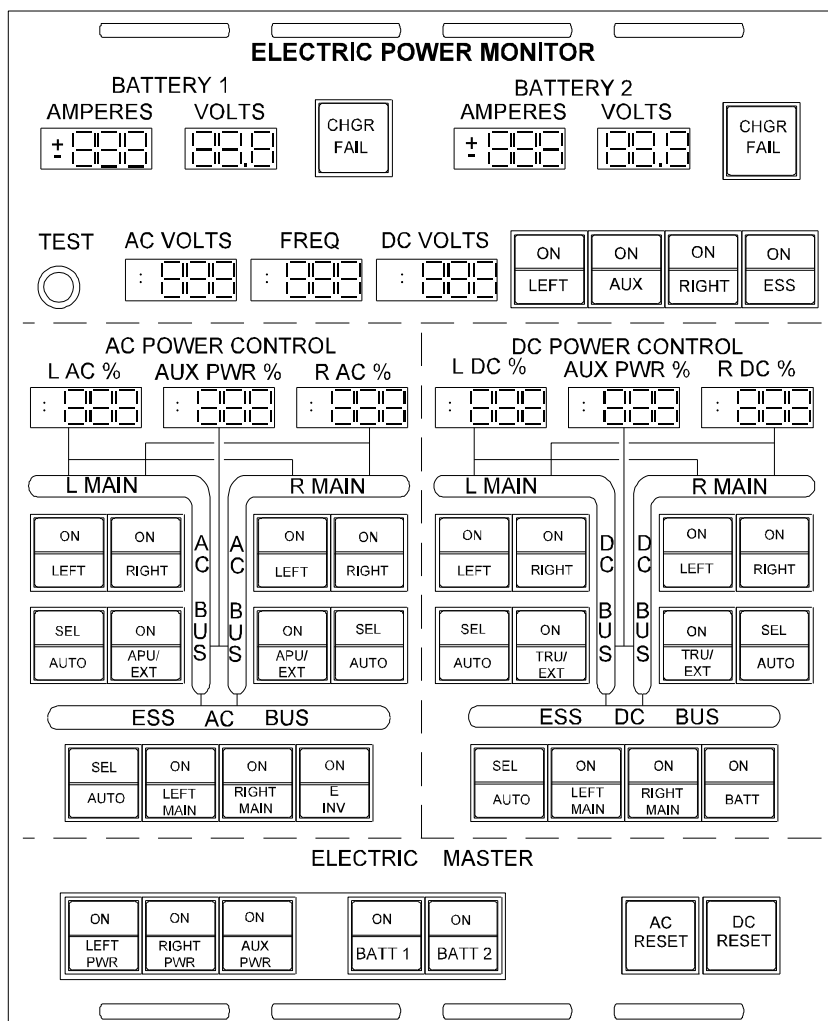 ELECTRIC POWER MONITOR
BATTERY 1
BATTERY 2
AMPERES VOLTS
AMPERES VOLTS
+
-
CHGR
FAIL
+
-
CHGR
FAIL
TEST
AC VOLTS FREQ DC VOLTS
: : :
ON ON ON ON
LEFT AUX RIGHT ESS
AC POWER CONTROL
L AC % AUX PWR % R AC %
: : :
L MAIN R MAIN
AC BUS
AC BUS
ON ON ON ON
LEFT RIGHT LEFT RIGHT
SEL ON ON SEL
AUTO APU/
EXT APU/
EXT AUTO
ESS AC BUS
SEL ON ON ON
AUTO LEFT
MAIN RIGHT
MAIN E
INV
DC POWER CONTROL
L DC % AUX PWR % R DC %
: : :
L MAIN R MAIN
DC BUS
DC BUS
ON ON ON ON
LEFT RIGHT LEFT RIGHT
SEL ON ON SEL
AUTO TRU/
EXT TRU/
EXT AUTO
ESS DC BUS
SEL ON ON ON
AUTO LEFT
MAIN RIGHT
MAIN BATT
ELECTRIC MASTER
ON ON ON ON ON
LEFT
PWR RIGHT
PWR AUX
PWR BATT 1 BATT 2
AC
RESET
DC
RESET